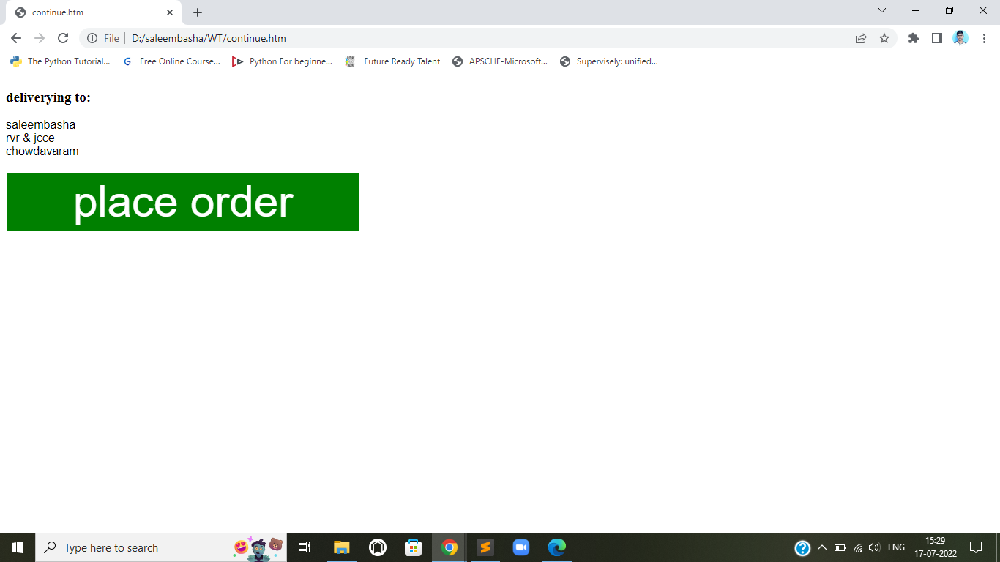 continue.htm
File
D:/saleembasha/WT/continue.htm
The Python Tutorial...
Free Online Course...
Python For beginne...
Future Ready Talent
APSCHE-Microsoft...
Supervisely: unified...
deliverying to:
saleembasha
rvr & jcce
chowdavaram
place order
Type here to search
ENG
15:29
17-07-2022